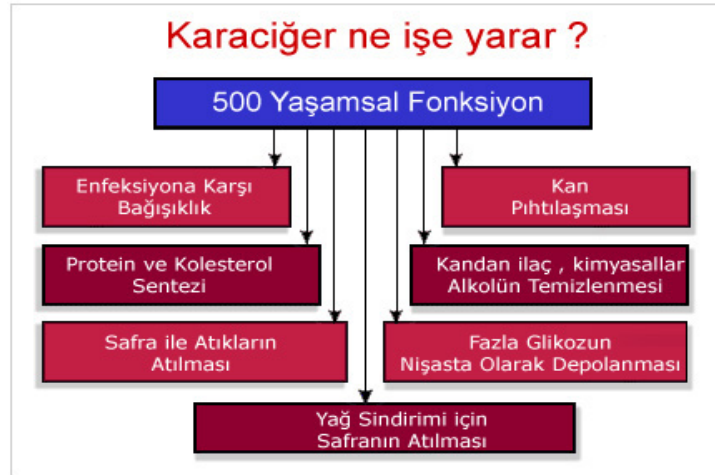 Karaciğer ne işe yarar ?
500 Yaşamsal Fonksiyon
Enfeksiyona Karşı
Bağışıklık
Kan
Pıhtılaşması
Protein ve Kolesterol
Sentezi
Kandan ilaç , kimyasallar
Alkolün Temizlenmesi
Safra ile Atıkların
Atılması
Fazla Glikozun
Nişasta Olarak Depolanması
Yağ Sindirimi için
Safranın Atılması